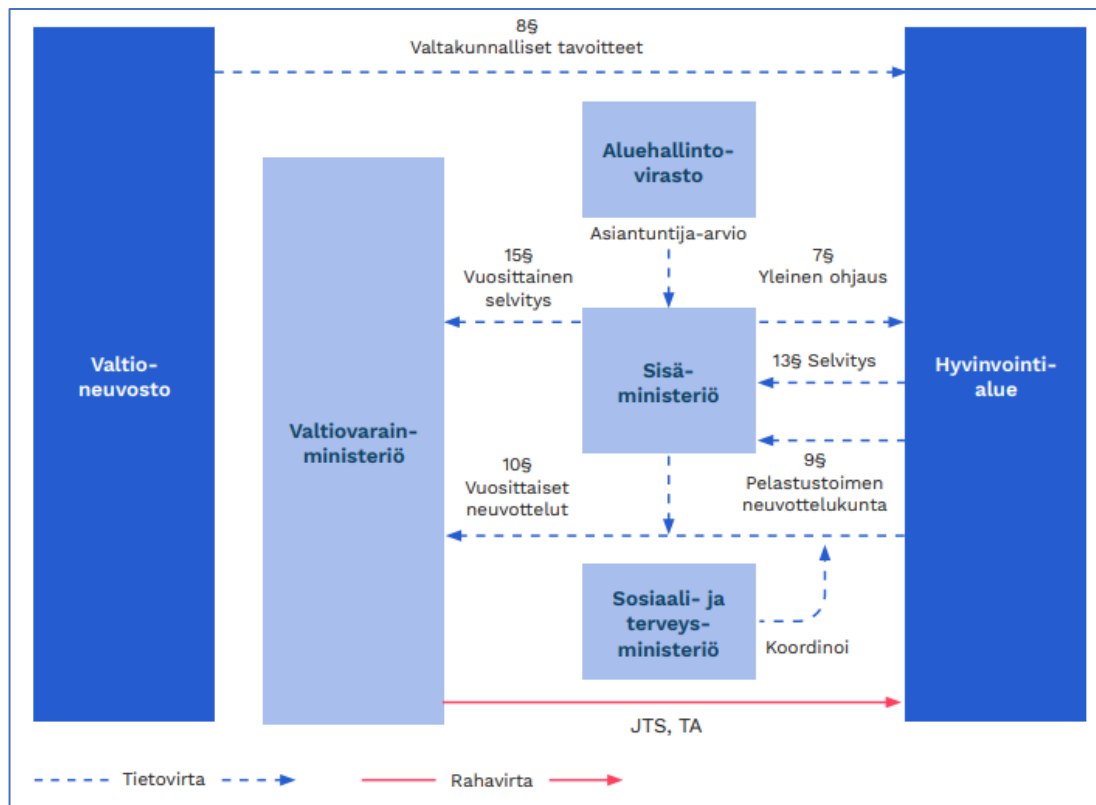 8§
Valtakunnalliset tavoitteet
Aluehallinto-
virasto
Asiantuntija-arvio
15§
Vuosittainen
selvitys
7§
Yleinen ohjaus
Valtio-
neuvosto
Valtiovarain-
ministeriö
Sisä-
ministeriö
13§ Selvitys
Hyvinvointi-
alue
10§
Vuosittaiset
neuvottelut
9§
Pelastustoimen
neuvottelukunta
Sosiaali- ja
terveys-
ministeriö
Koordinoi
JTS, TA
Tietovirta
Rahavirta